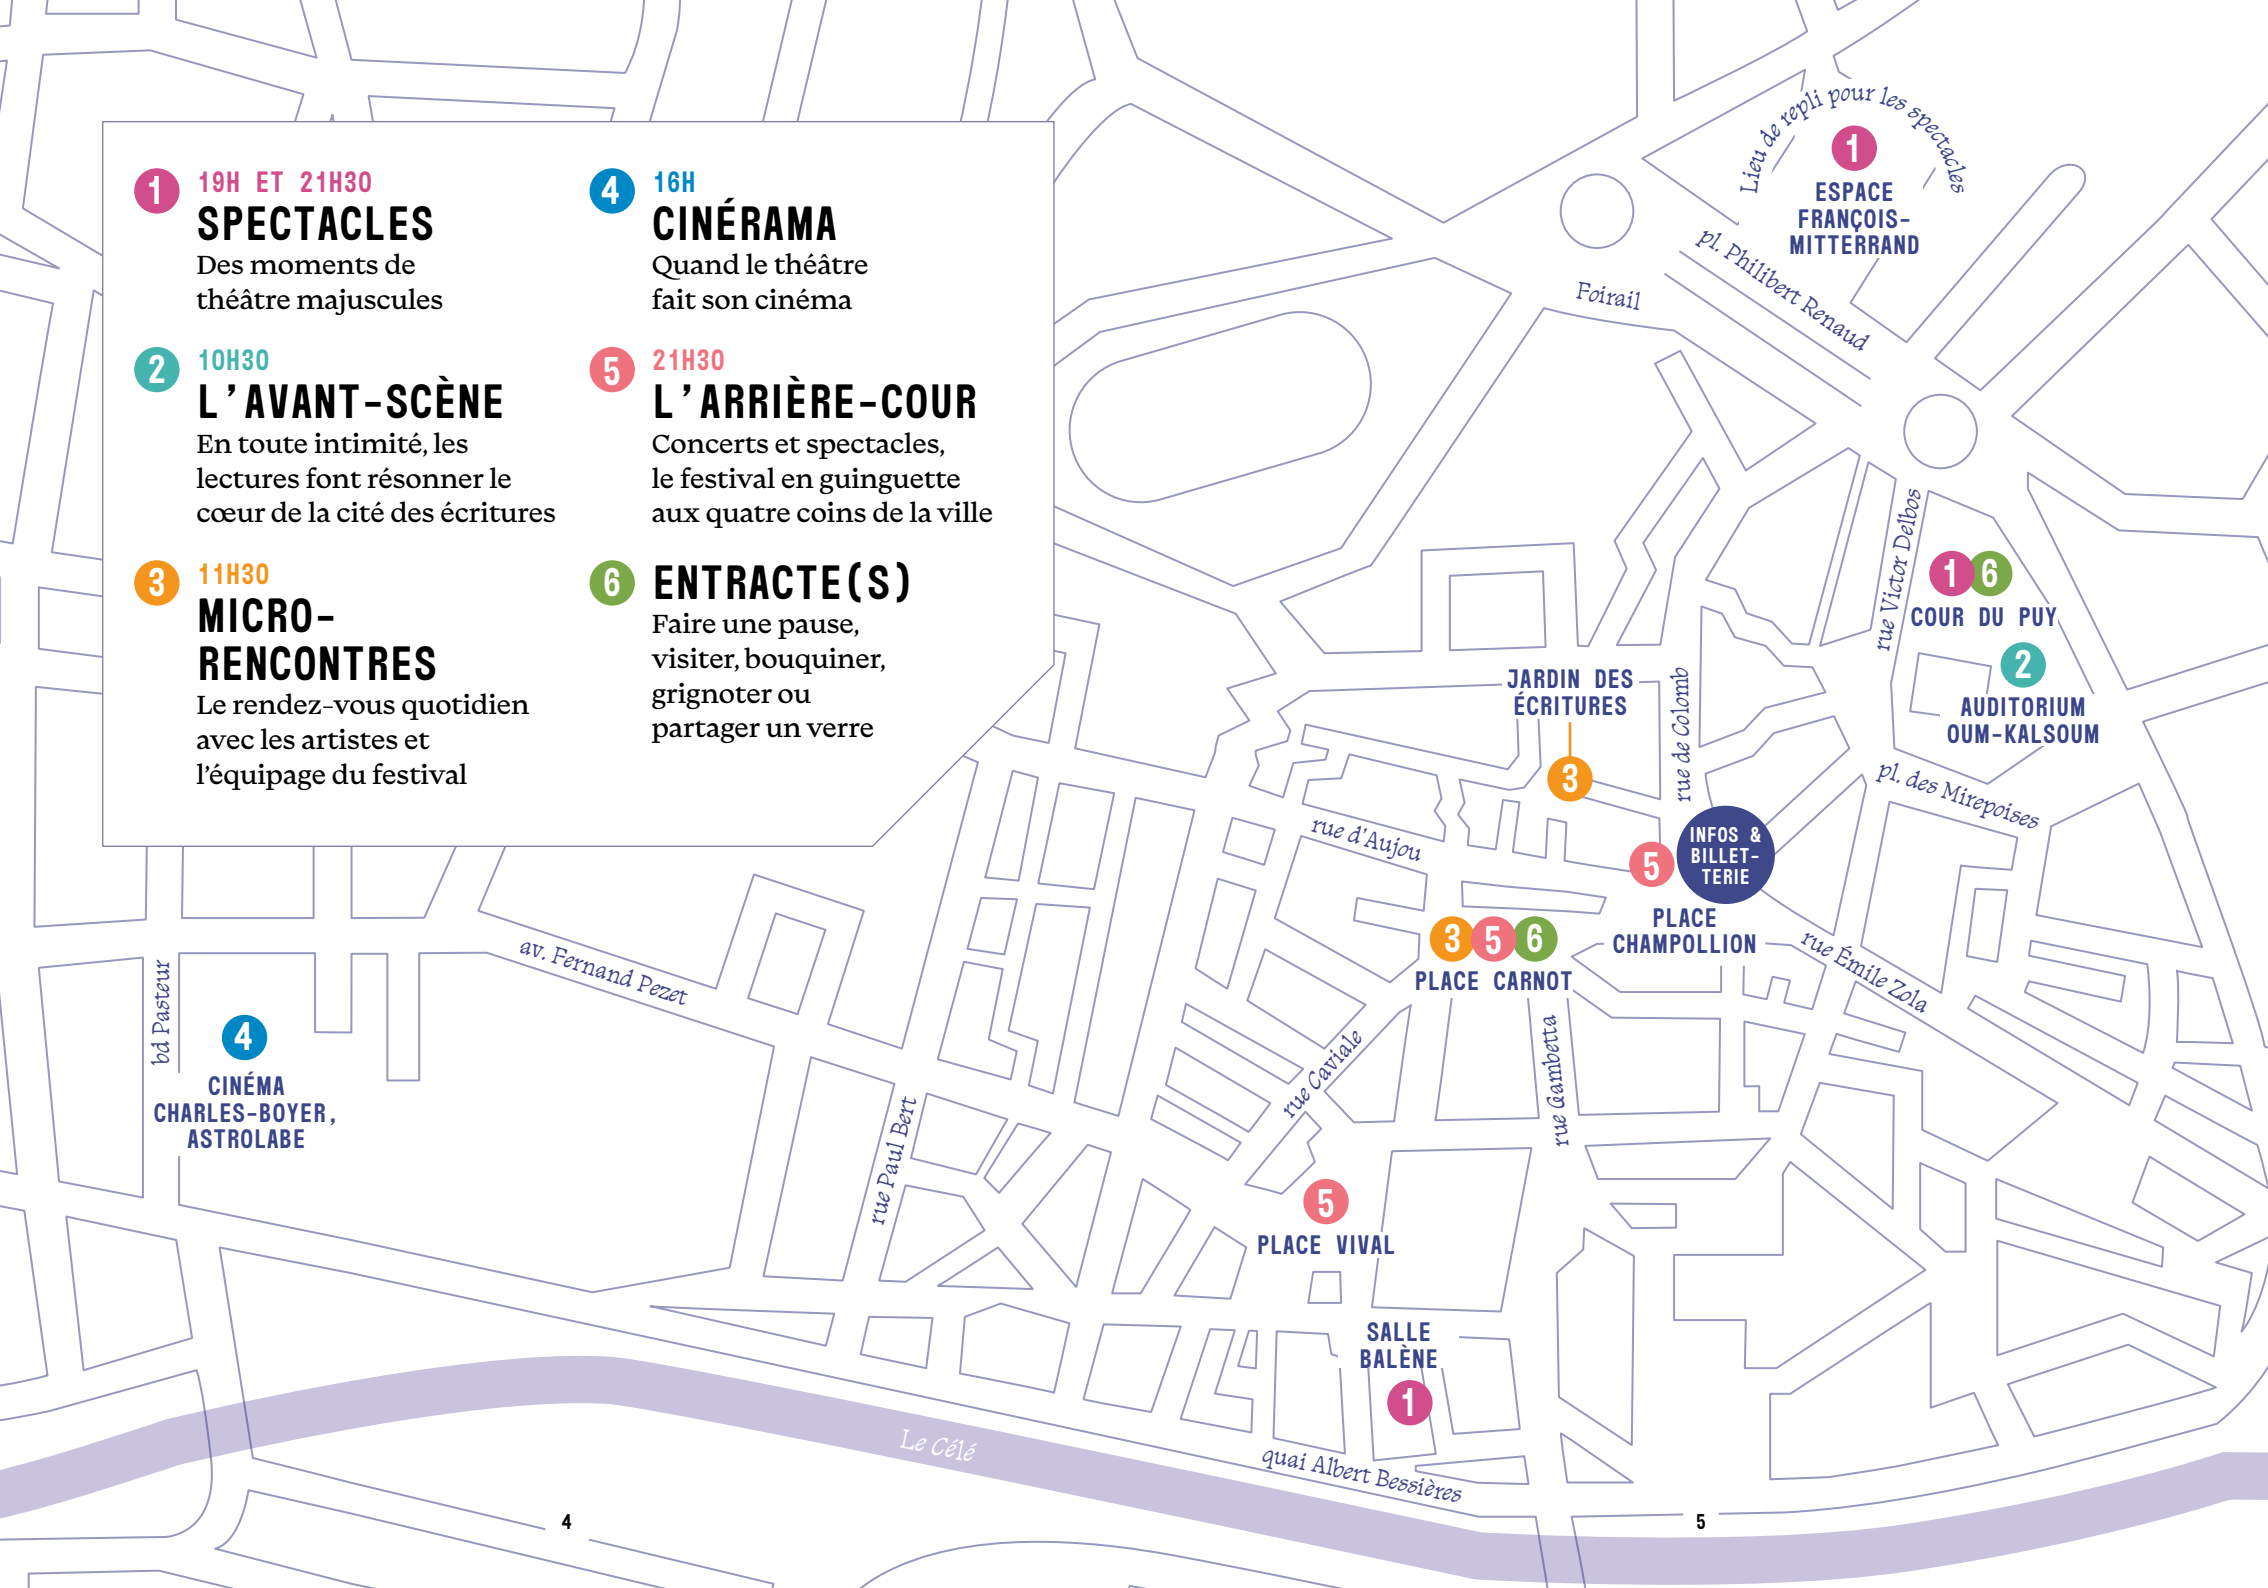 1
19H ET 21H30
SPECTACLES
Des moments de
théâtre majuscules
2
10H30
L'AVANT-SCÈNE
En toute intimité, les
lectures font résonner le
cœur de la cité des écritures
3
11H30
MICRO-
RENCONTRES
Le rendez-vous quotidien
avec les artistes et
l'équipage du festival
4
16H
CINÉRAMA
Quand le théâtre
fait son cinéma
5
21H30
L'ARRIÈRE-COUR
Concerts et spectacles,
le festival en guinguette
aux quatre coins de la ville
6
ENTRACTE(S)
Faire une pause,
visiter, bouquiner,
grignoter ou
partager un verre
Lieu de repli pour les spectacles
1
ESPACE
FRANÇOIS-
MITTERRAND
pl. Philibert Renaud
Foirail
rue Victor Delbos
1 6
COUR DU PUY
2
AUDITORIUM
OUM-KALSOUM
pl. des Mirepoises
JARDIN DES
ÉCRITURES
3
rue de Colomb
rue d'Aujou
5
INFOS &
BILLET-
TERIE
PLACE
CHAMPOLLION
3 5 6
PLACE CARNOT
rue Émile Zola
av. Fernand Pezet
bd Pasteur
4
CINÉMA
CHARLES-BOYER,
ASTROLABE
rue Caviale
rue Gambetta
rue Paul Bert
5
PLACE VIVAL
SALLE
BALÈNE
1
Le Célé
quai Albert Bessières
4
5